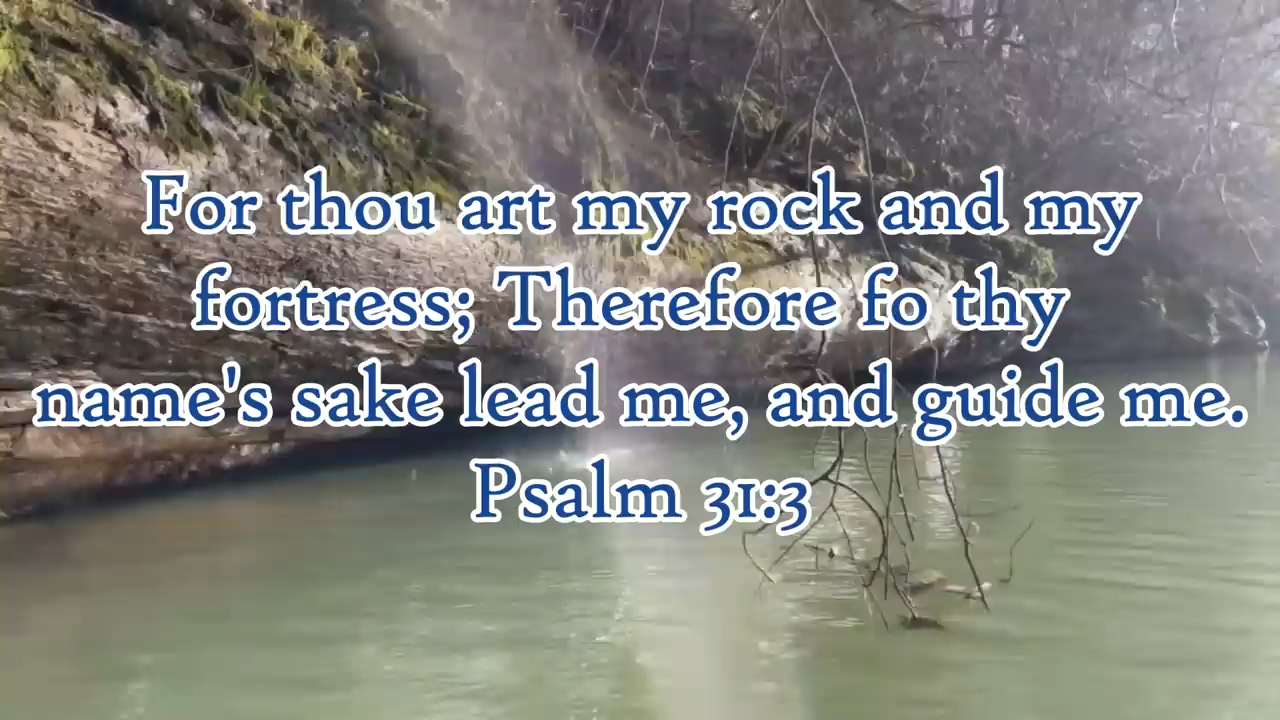 For thou art my rock and my
fortress; Therefore fo thy
name's sake lead me, and guide me.
Psalm 31:3